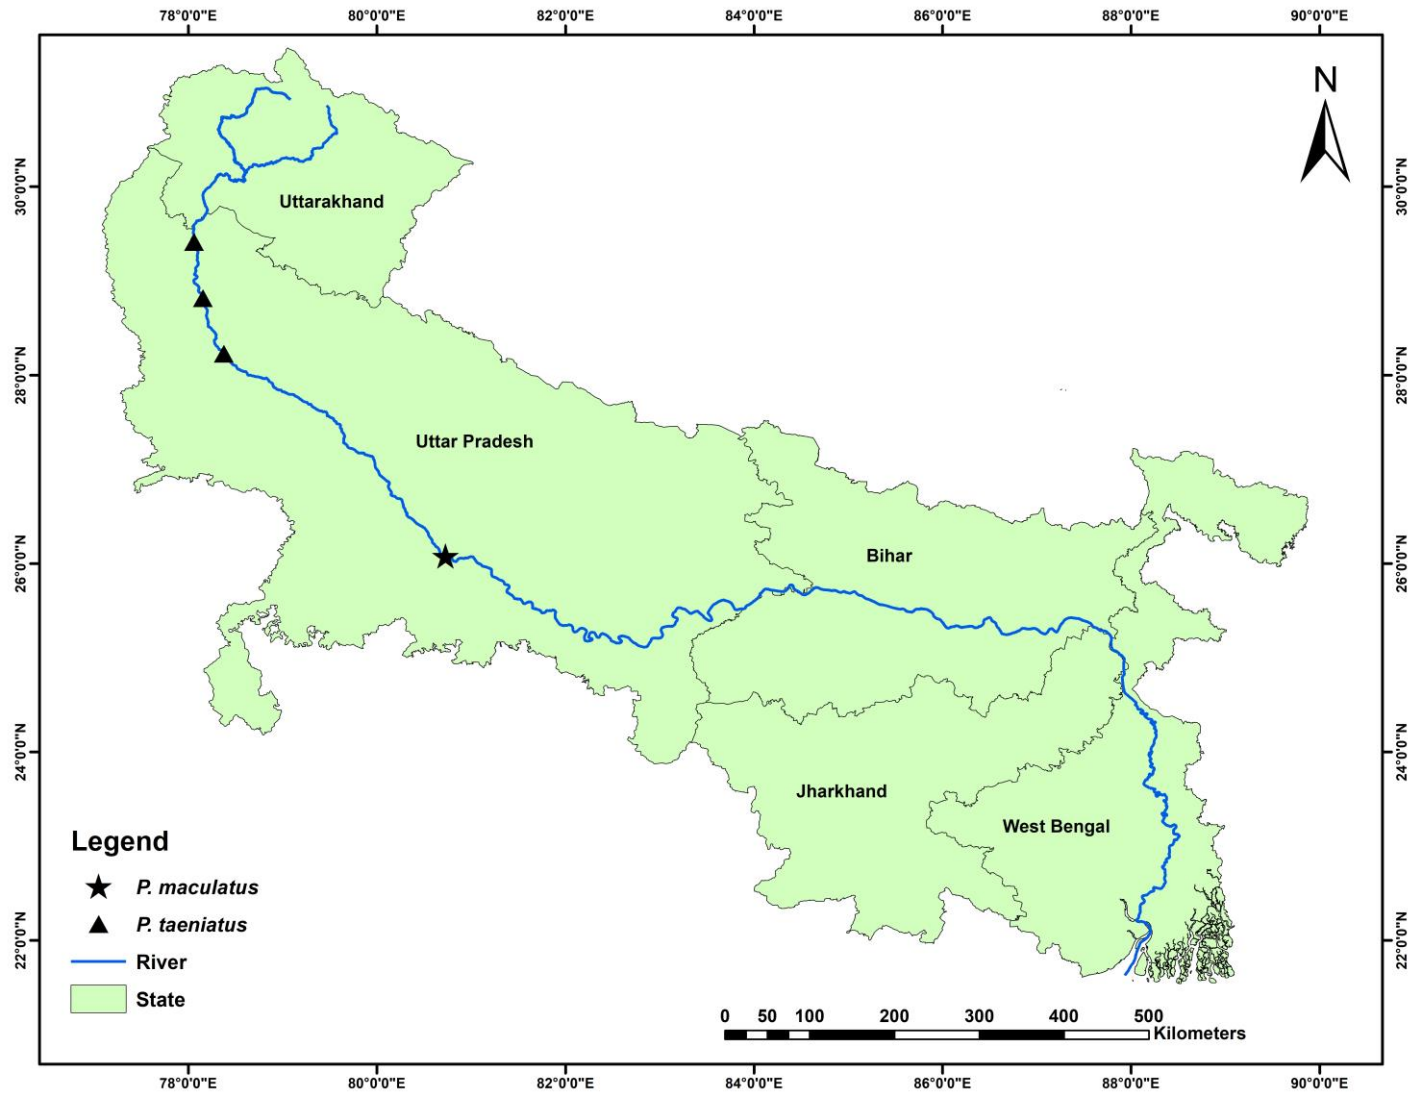 78°0'0"E 80°0'0"E 82°0'0"E 84°0'0"E 86°0'0"E 88°0'0"E 90°0'0"E
N
30°0'0"N
30°0'0"N
Uttarakhand
28°0'0"N
28°0'0"N
Uttar Pradesh
26°0'0"N
26°0'0"N
Bihar
24°0'0"N
24°0'0"N
Jharkhand
West Bengal
Legend
P. maculatus
P. taeniatus
22°0'0"N
22°0'0"N
River
State
0 50 100 200 300 400 500
Kilometers
78°0'0"E 80°0'0"E 82°0'0"E 84°0'0"E 86°0'0"E 88°0'0"E 90°0'0"E